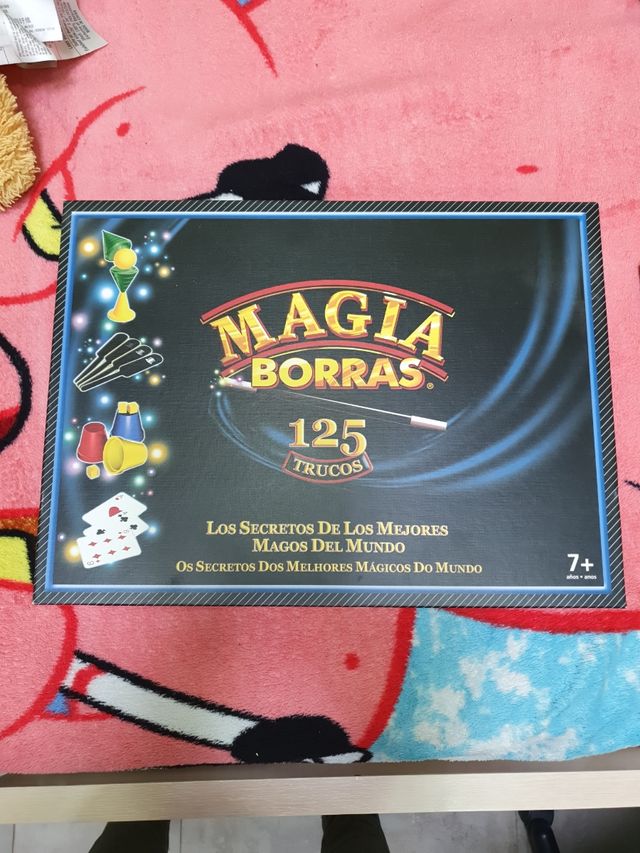 MAGIA
BORRAS®
125
TRUCOS
LOS SECRETOS DE LOS MEJORES
MAGOS DEL MUNDO
OS SECRETOS DOS MELHORES MÁGICOS DO MUNDO
7+
años • anos